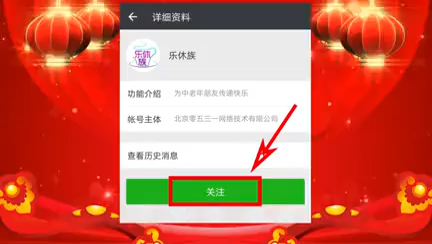 详细资料
乐休族
乐休族
功能介绍 为中老年朋友传递快乐
帐号主体 北京零五三一网络技术有限公司
查看历史消息
关注